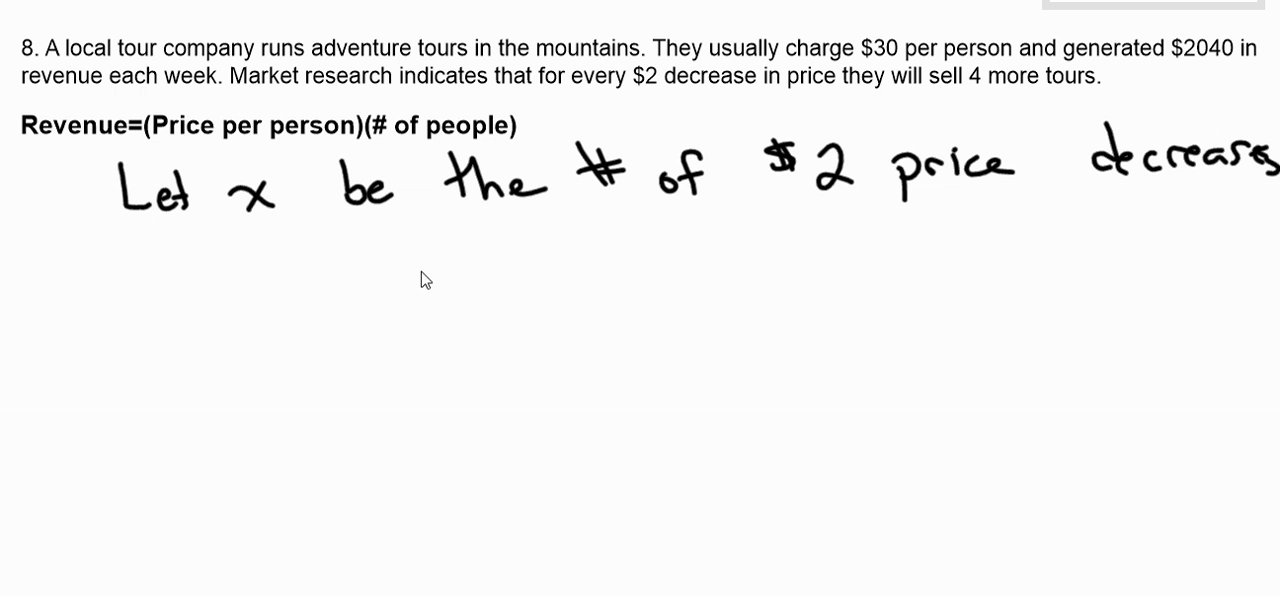 8. A local tour company runs adventure tours in the mountains. They usually charge $30 per person and generated $2040 in
revenue each week. Market research indicates that for every $2 decrease in price they will sell 4 more tours.
Revenue=(Price per person)(# of people)
Let x be the # of $2 price decreases